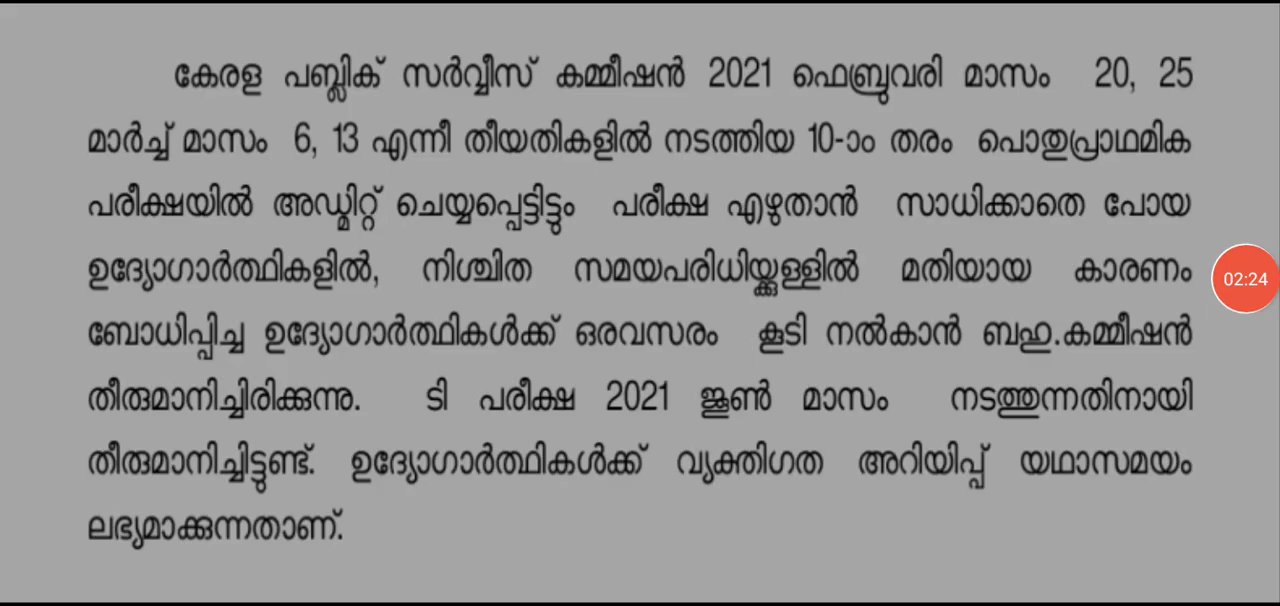 കേരള പബ്ലിക് സർവ്വീസ് കമ്മീഷൻ 2021 ഫെബ്രുവരി മാസം 20, 25
മാർച്ച് മാസം 6, 13 എന്നീ തീയതികളിൽ നടത്തിയ 10-ാം തരം പൊതുപ്രാഥമിക
പരീക്ഷയിൽ അഡ്മിറ്റ് ചെയ്യപ്പെട്ടിട്ടും പരീക്ഷ എഴുതാൻ സാധിക്കാതെ പോയ
ഉദ്യോഗാർത്ഥികളിൽ, നിശ്ചിത സമയപരിധിയ്ക്കുള്ളിൽ മതിയായ കാരണം
ബോധിപ്പിച്ച ഉദ്യോഗാർത്ഥികൾക്ക് ഒരവസരം കൂടി നൽകാൻ ബഹു.കമ്മീഷൻ
തീരുമാനിച്ചിരിക്കുന്നു. ടി പരീക്ഷ 2021 ജൂൺ മാസം നടത്തുന്നതിനായി
തീരുമാനിച്ചിട്ടുണ്ട്. ഉദ്യോഗാർത്ഥികൾക്ക് വ്യക്തിഗത അറിയിപ്പ് യഥാസമയം
ലഭ്യമാക്കുന്നതാണ്.
02:24